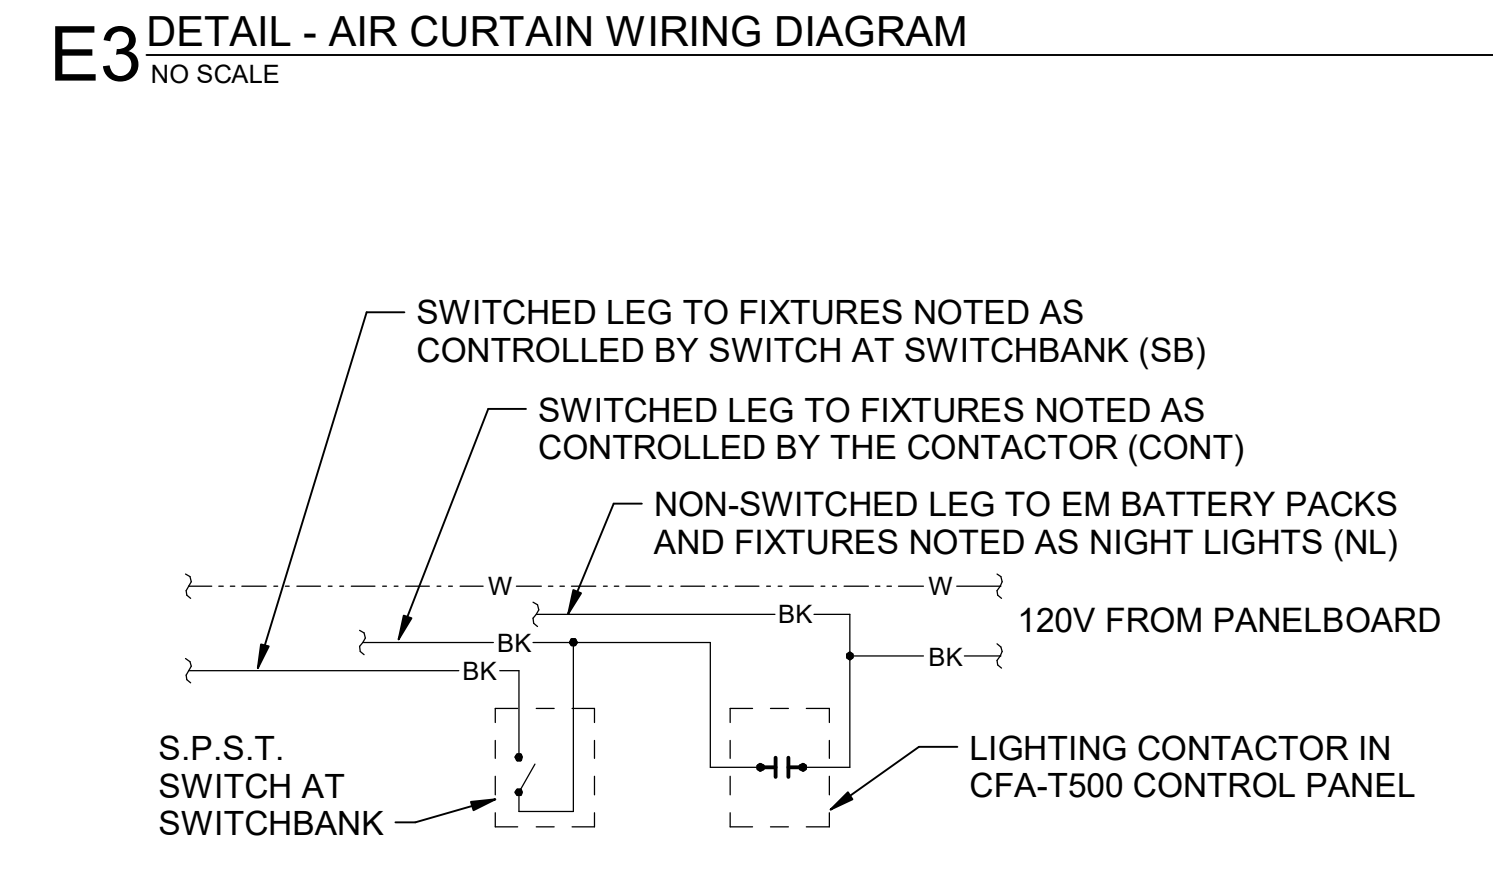 E3
DETAIL - AIR CURTAIN WIRING DIAGRAM
NO SCALE
SWITCHED LEG TO FIXTURES NOTED AS
CONTROLLED BY SWITCH AT SWITCHBANK (SB)
SWITCHED LEG TO FIXTURES NOTED AS
CONTROLLED BY THE CONTACTOR (CONT)
NON-SWITCHED LEG TO EM BATTERY PACKS
AND FIXTURES NOTED AS NIGHT LIGHTS (NL)
W
W
BK
120V FROM PANELBOARD
BK
BK
BK
S.P.S.T.
SWITCH AT
SWITCHBANK
LIGHTING CONTACTOR IN
CFA-T500 CONTROL PANEL